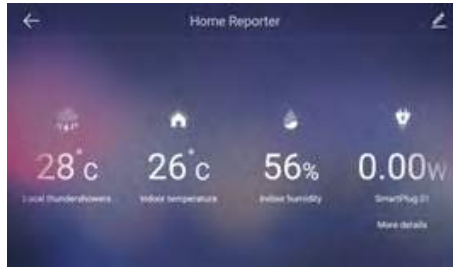 Home Reporter
28°c 26°c 56% 0.00w
Local thundershowers Indoor temperature Indoor humidity SmartPlug 01
More details